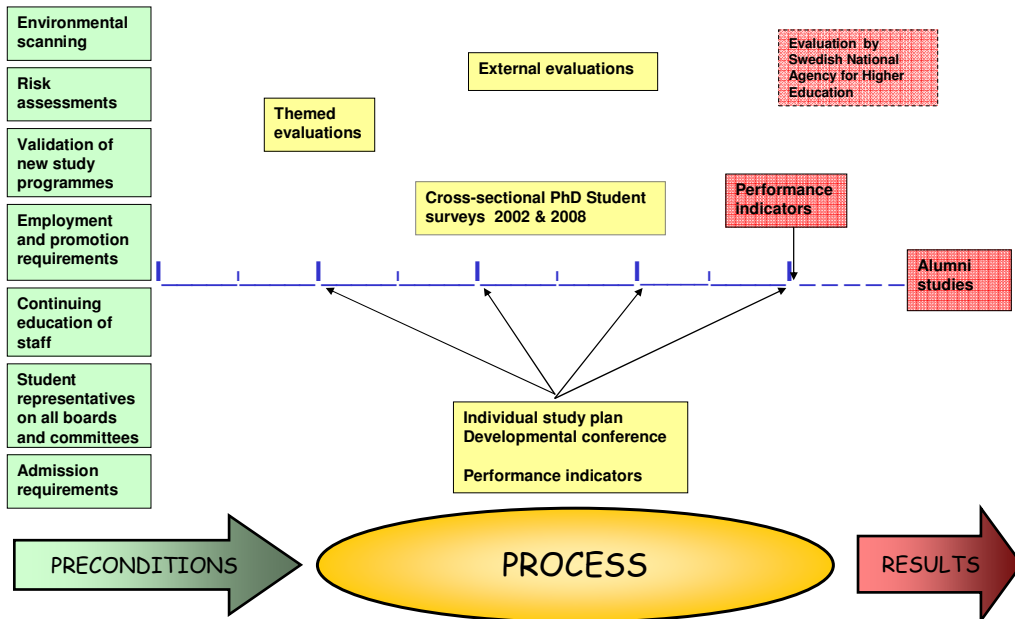 Environmental
scanning
Risk
assessments
Validation of
new study
programmes
Employment
and promotion
requirements
Continuing
education of
staff
Student
representatives
on all boards
and committees
Admission
requirements
Themed
evaluations
External evaluations
Cross-sectional PhD Student
surveys 2002 & 2008
Individual study plan
Developmental conference
Performance indicators
Evaluation by
Swedish National
Agency for Higher
Education
Performance
indicators
Alumni
studies
PRECONDITIONS
PROCESS
RESULTS